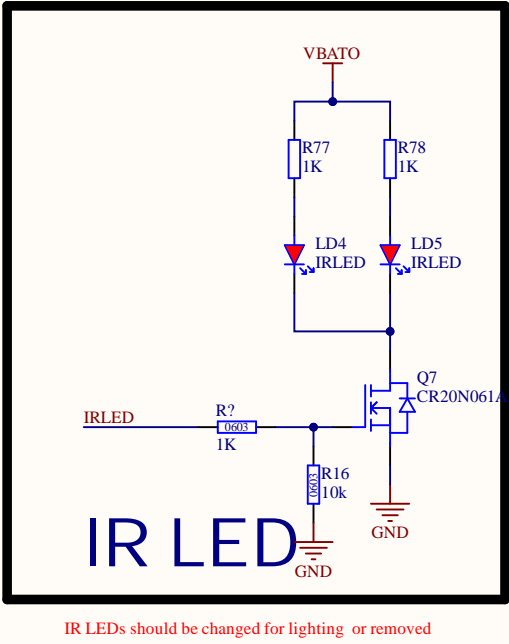 VBATO
R77
1K
R78
1K
LD4
IRLED
LD5
IRLED
Q7
CR20N061A
IRLED
R?
0603
1K
R16
0603
10k
GND
GND
IR LED
IR LEDs should be changed for lighting or removed